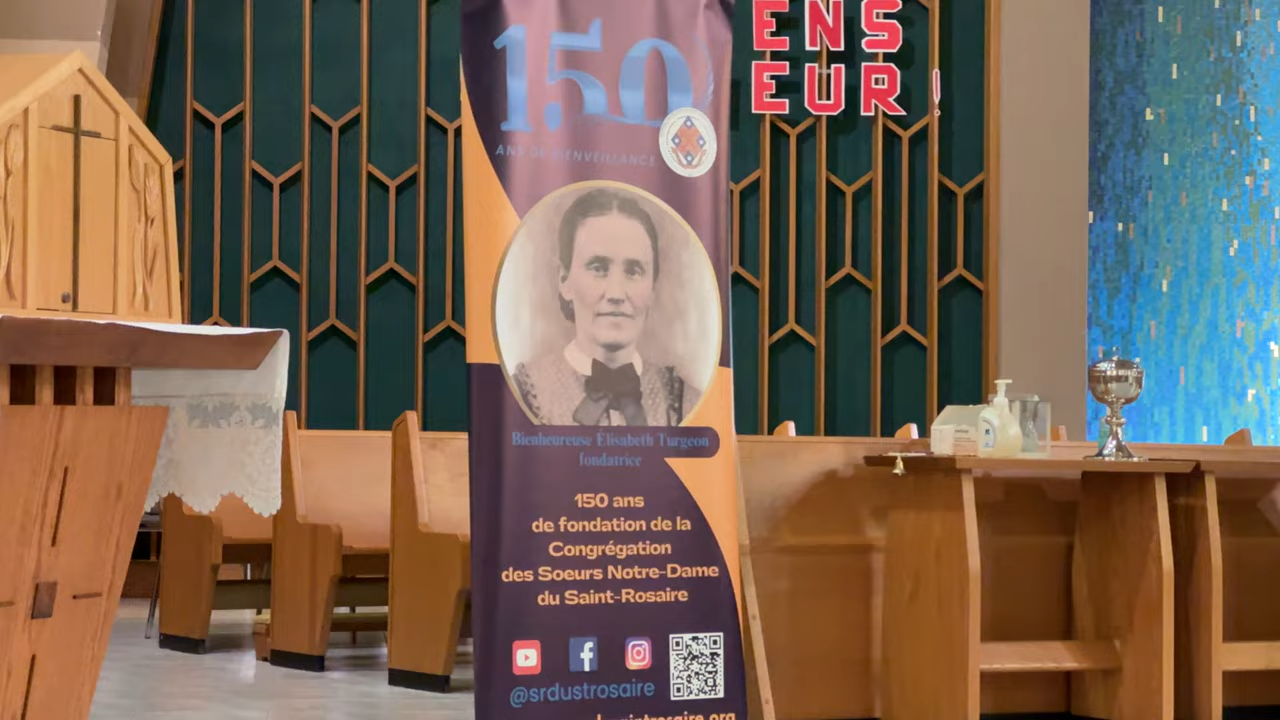 150
ANS DE BIENVEILLANCE
ENS
EUR !
Bienheureuse Élisabeth Turgeon
fondatrice
150 ans
de fondation de la
Congrégation
des Soeurs Notre-Dame
du Saint-Rosaire
@srdustrosaire